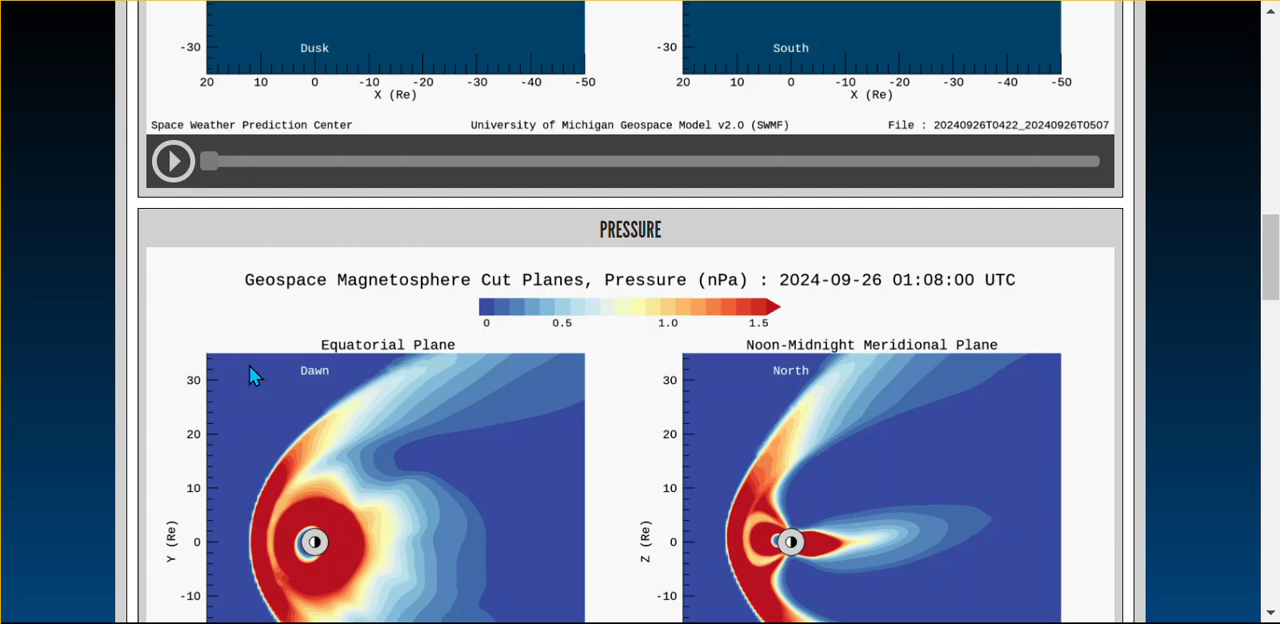 -30 Dusk -30 South
20 10 0 -10 -20 -30 -40 -50 20 10 0 -10 -20 -30 -40 -50
X (Re) X (Re)
Space Weather Prediction Center University of Michigan Geospace Model v2.0 (SWMF) File : 20240926T0422_20240926T0507
PRESSURE
Geospace Magnetosphere Cut Planes, Pressure (nPa) : 2024-09-26 01:08:00 UTC
0 0.5 1.0 1.5
Equatorial Plane Noon-Midnight Meridional Plane
Dawn North
30 30
20 20
10 10
Y (Re) 0 Z (Re) 0
-10 -10